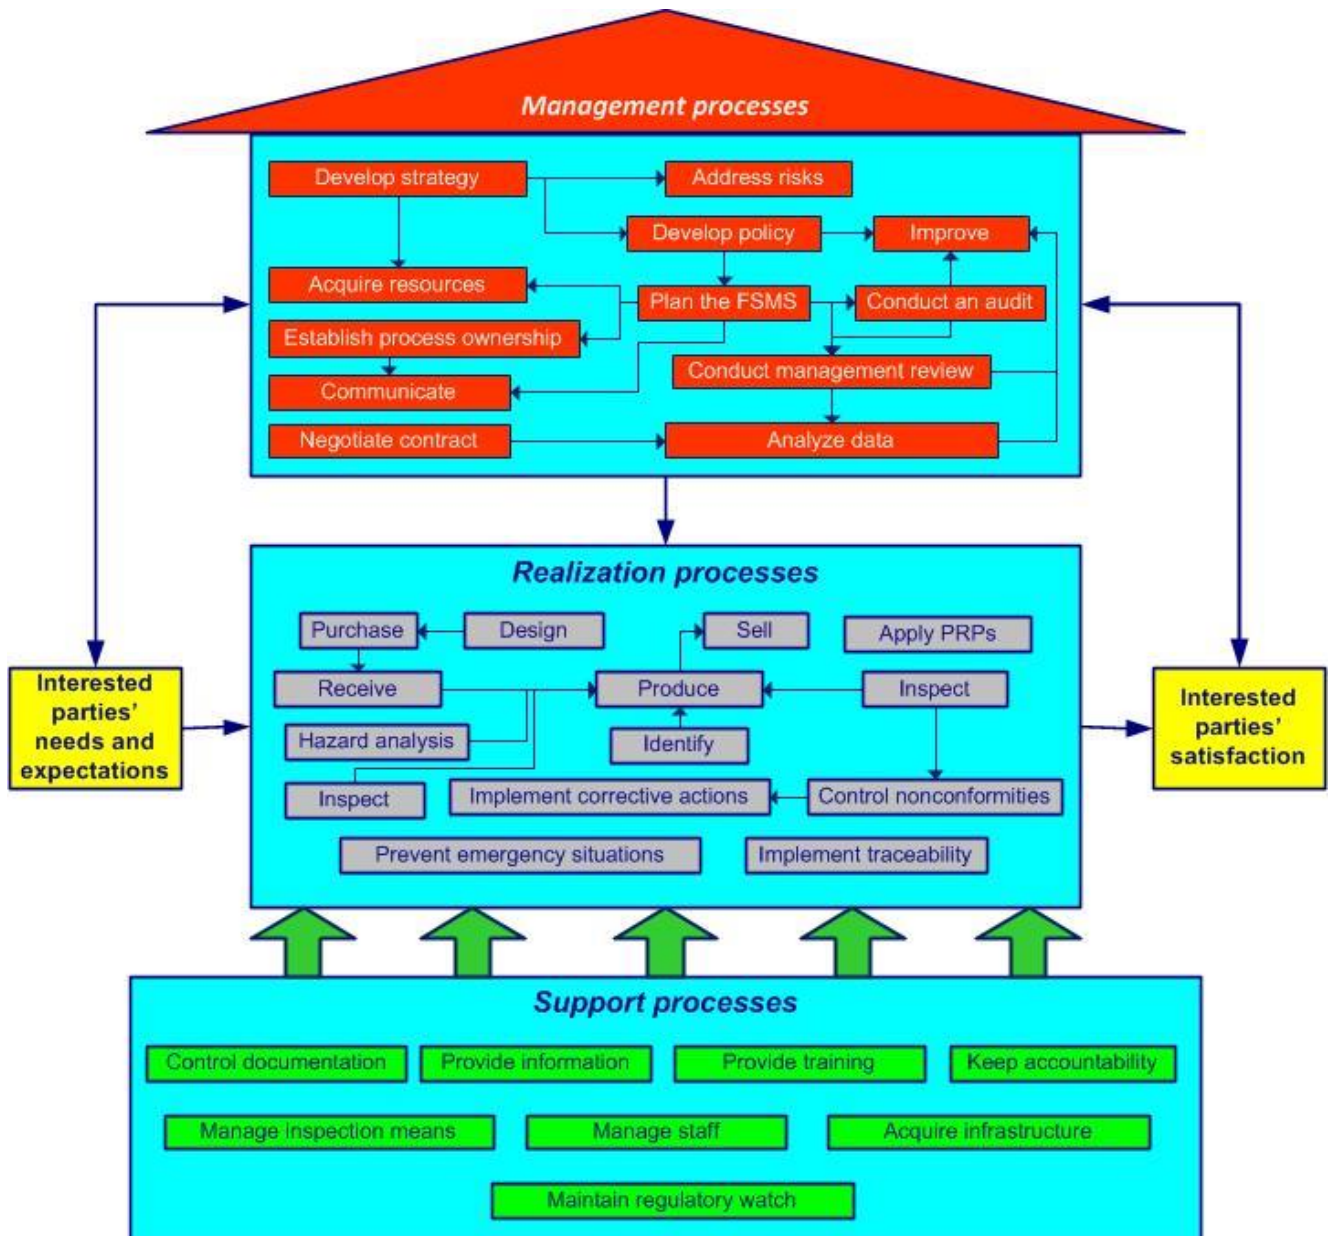 Management processes
Develop strategy
Address risks
Develop policy
Improve
Acquire resources
Plan the FSMS
Conduct an audit
Establish process ownership
Conduct management review
Communicate
Negotiate contract
Analyze data
Realization processes
Purchase
Design
Sell
Apply PRPs
Receive
Produce
Inspect
Hazard analysis
Identify
Inspect
Implement corrective actions
Control nonconformities
Prevent emergency situations
Implement traceability
Interested
parties’
needs and
expectations
Interested
parties’
satisfaction
Support processes
Control documentation
Provide information
Provide training
Keep accountability
Manage inspection means
Manage staff
Acquire infrastructure
Maintain regulatory watch